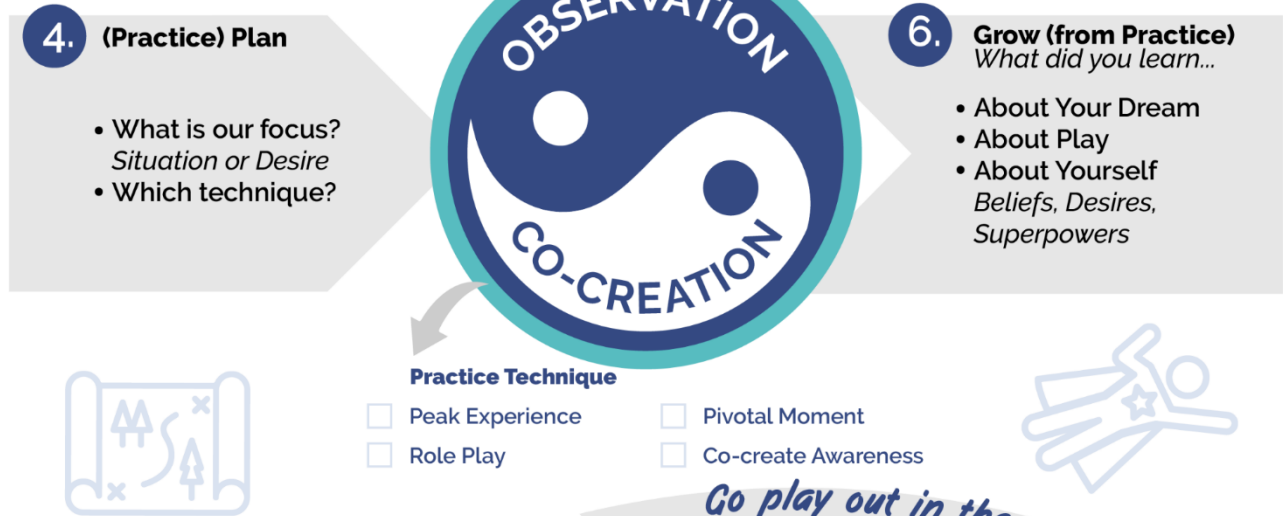 4.
(Practice) Plan
• What is our focus?
Situation or Desire
• Which technique?
OBSERVATION
CO-CREATION
6.
Grow (from Practice)
What did you learn...
• About Your Dream
• About Play
• About Yourself
Beliefs, Desires,
Superpowers
Practice Technique
Peak Experience
Pivotal Moment
Role Play
Co-create Awareness
Go play out in the